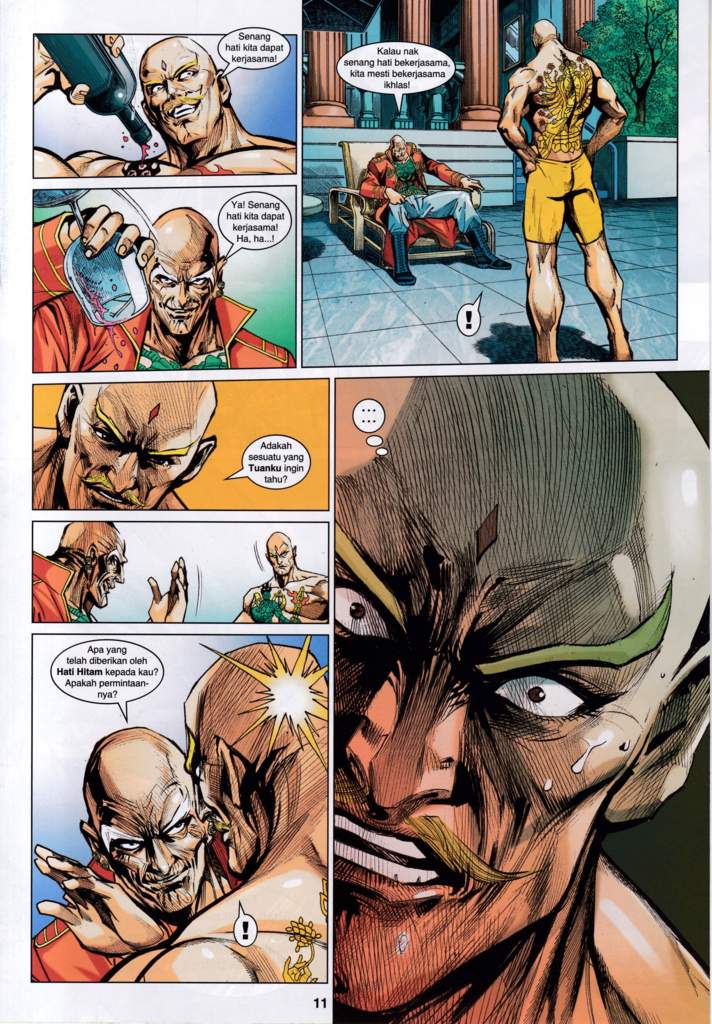 Senang
hati kita dapat
kerjasama!
Ya! Senang
hati kita dapat
kerjasama!
Ha, ha...!
Kalau nak
senang hati bekerjasama,
kita mesti bekerjasama
ikhlas!
!
Adakah
sesuatu yang
Tuanku ingin
tahu?
Apa yang
telah diberikan oleh
Hati Hitam kepada kau?
Apakah permintaan-
nya?
!
...
...
11